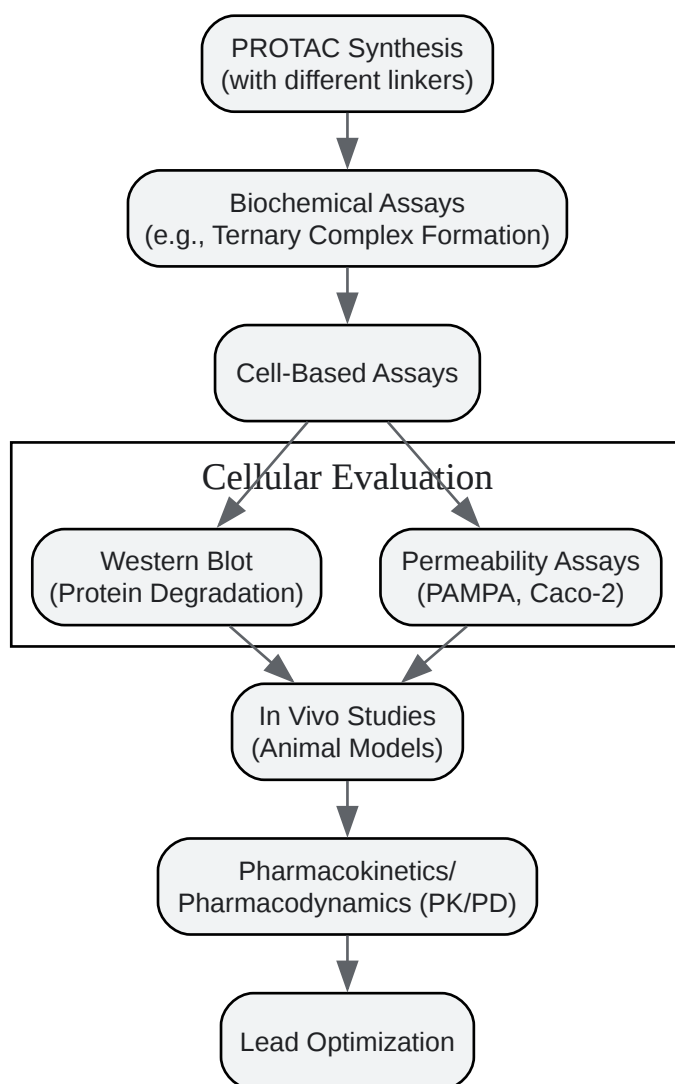 PROTAC Synthesis
(with different linkers)
Biochemical Assays
(e.g., Ternary Complex Formation)
Cell-Based Assays
Cellular Evaluation
Western Blot
(Protein Degradation)
Permeability Assays
(PAMPA, Caco-2)
In Vivo Studies
(Animal Models)
Pharmacokinetics/
Pharmacodynamics (PK/PD)
Lead Optimization